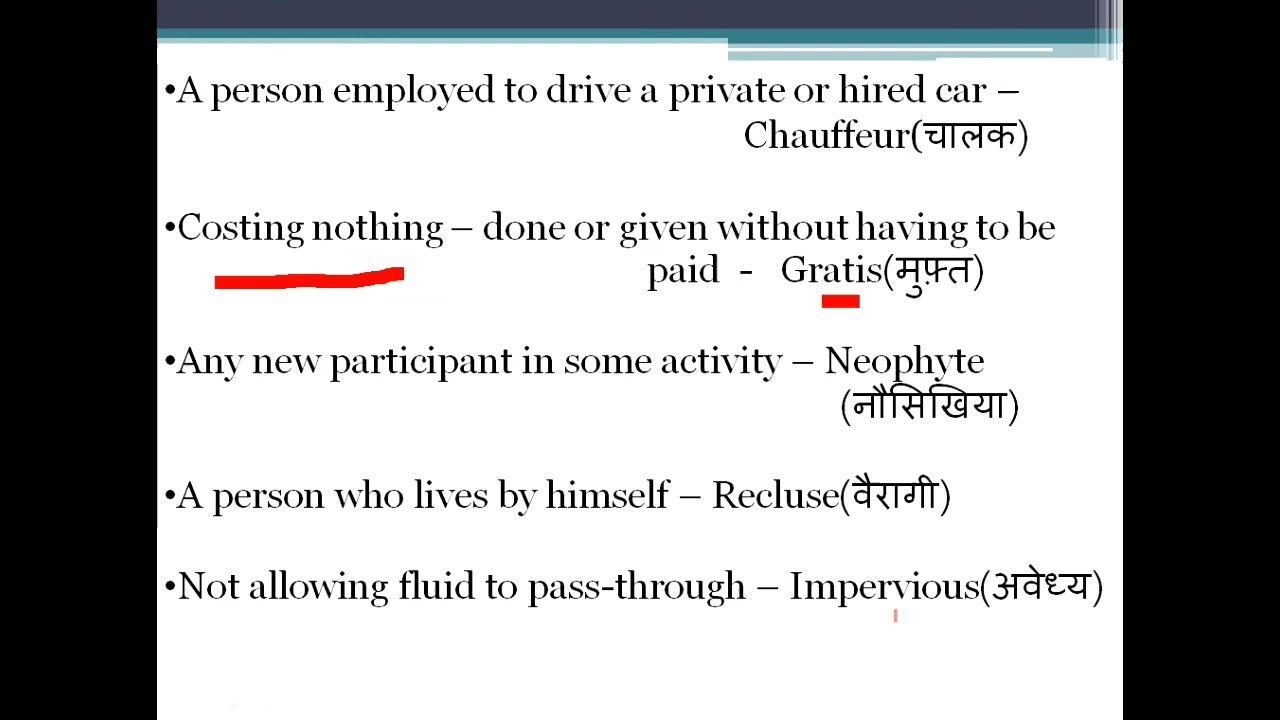 •A person employed to drive a private or hired car –
Chauffeur(चालक)
•Costing nothing – done or given without having to be
paid - Gratis(मुफ़्त)
•Any new participant in some activity – Neophyte
(नौसिखिया)
•A person who lives by himself – Recluse(वैरागी)
•Not allowing fluid to pass-through – Impervious(अवेध्य)